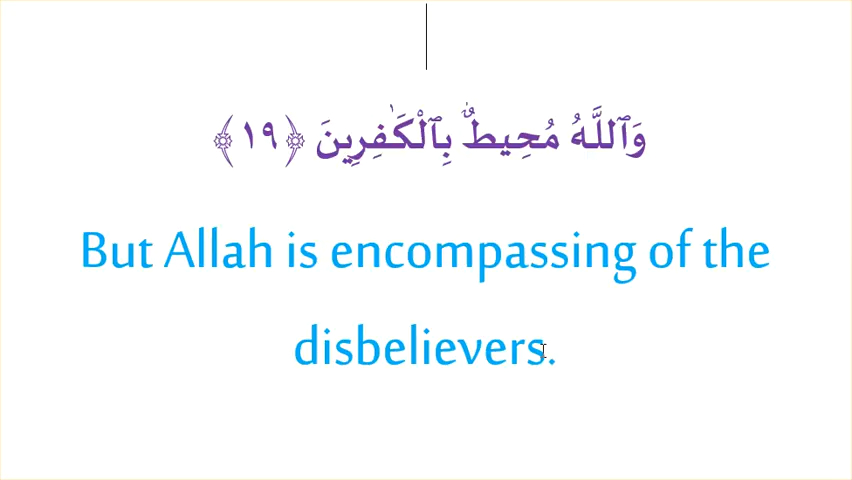 وَٱللَّهُ مُحِيطٌۢ بِٱلْكَـٰفِرِينَ ﴿١٩﴾
But Allah is encompassing of the
disbelievers.